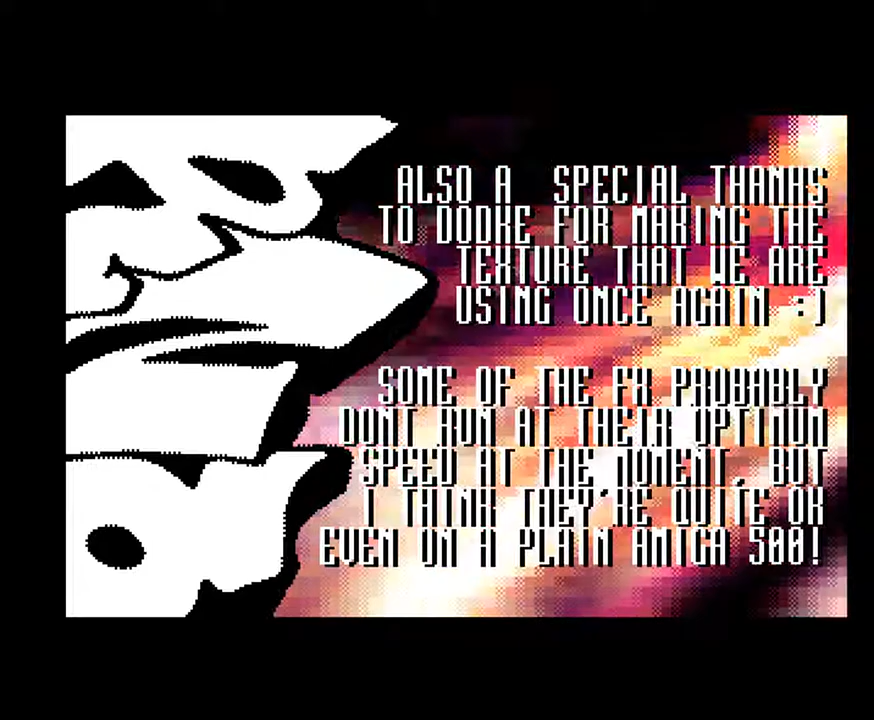 ALSO A SPECIAL THANKS
TO DODKE FOR MAKING THE
TEXTURE THAT WE ARE
USING ONCE AGAIN :)
SOME OF THE FX PROBABLY
DONT RUN AT THEIR OPTIMUM
SPEED AT THE MOMENT, BUT
I THINK THEY'RE QUITE OK
EVEN ON A PLAIN AMIGA 500!